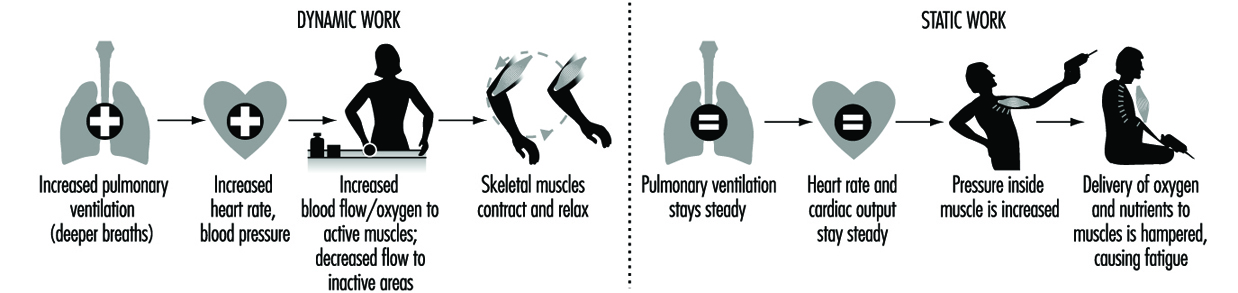 DYNAMIC WORK
Increased pulmonary
ventilation
(deeper breaths)
Increased
heart rate,
blood pressure
Increased
blood flow/oxygen to
active muscles;
decreased flow to
inactive areas
Skeletal muscles
contract and relax
STATIC WORK
Pulmonary ventilation
stays steady
Heart rate and
cardiac output
stay steady
Pressure inside
muscle is increased
Delivery of oxygen
and nutrients to
muscles is hampered,
causing fatigue